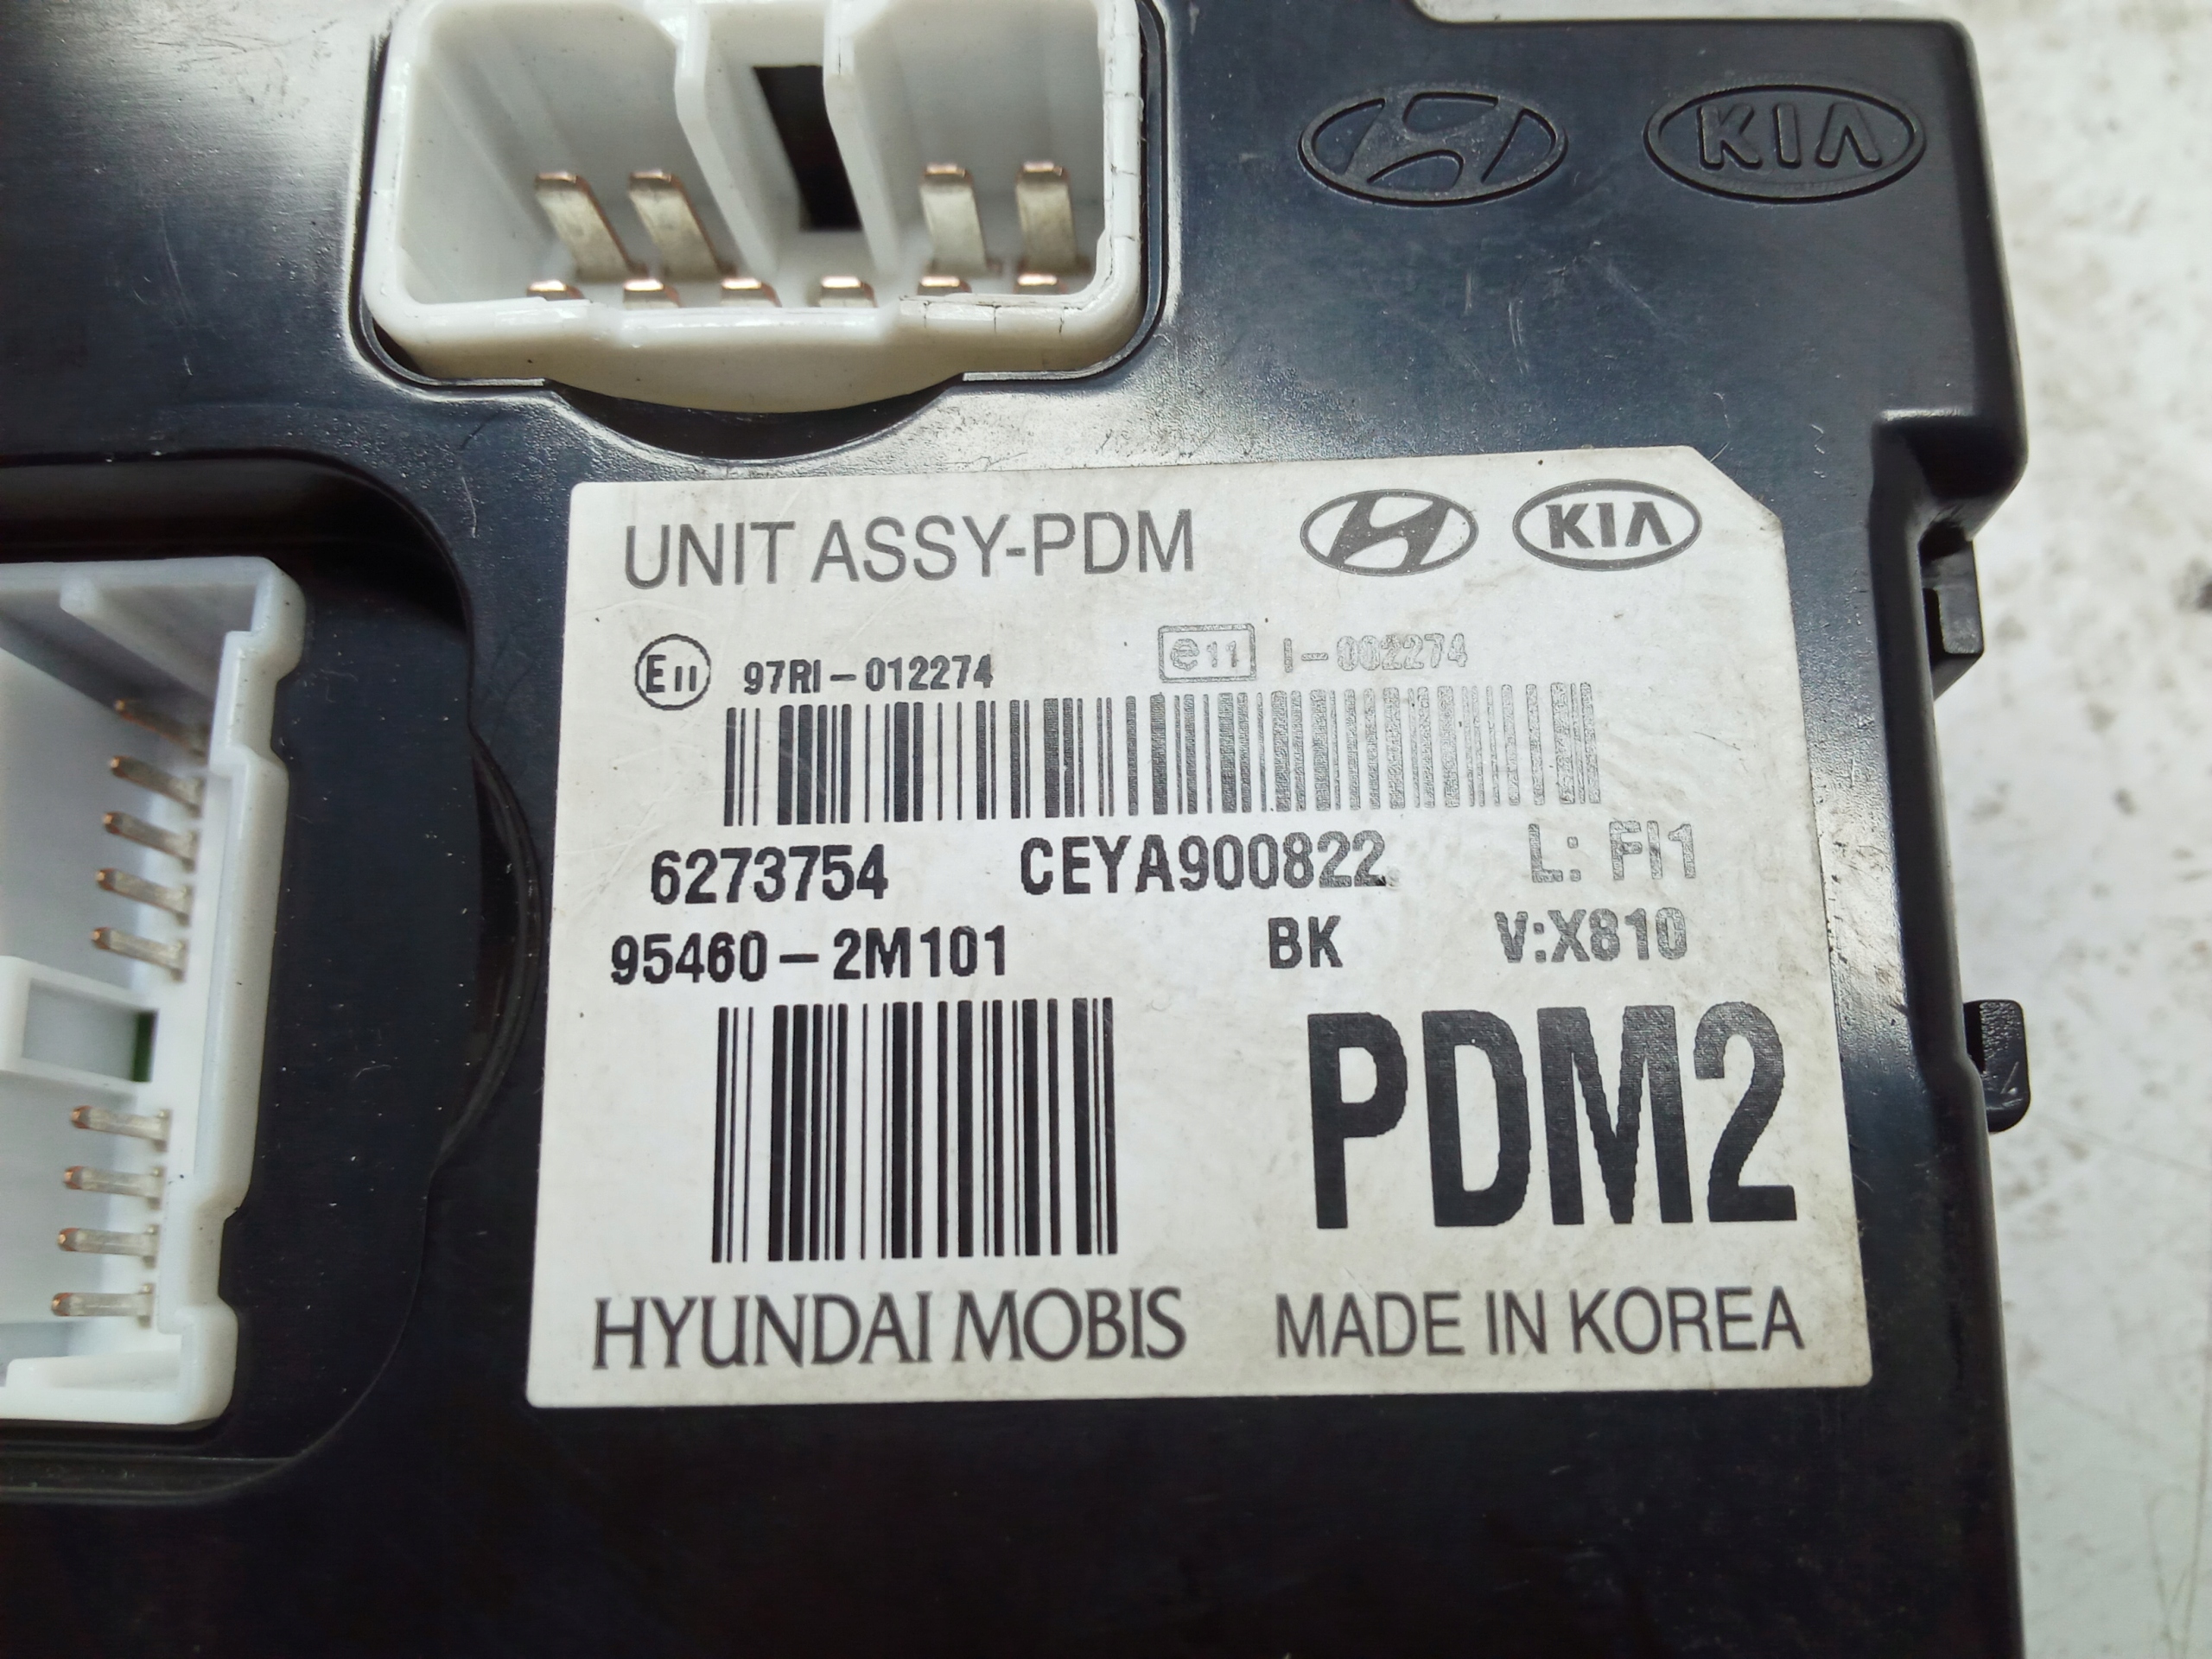 KIA
UNIT ASSY-PDM KIA
E11 97RI-012274 e11 I-002274
6273754 CEYA900822 L: FI1
95460-2M101 BK V:X810
PDM2
HYUNDAI MOBIS MADE IN KOREA